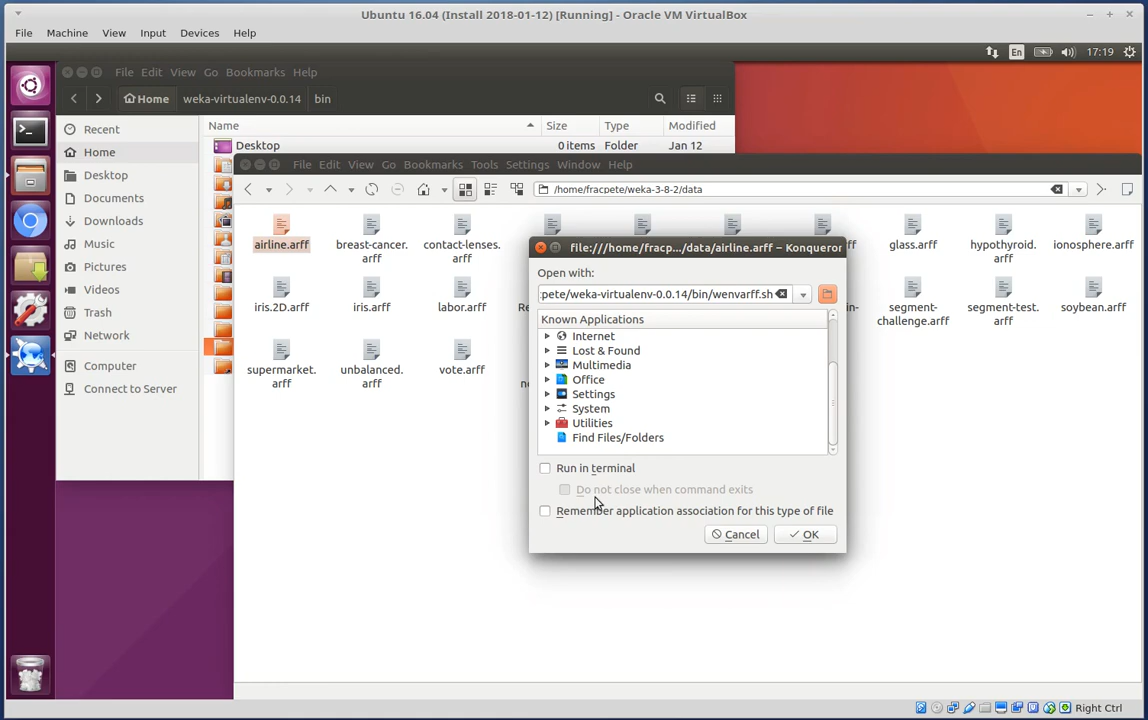 Ubuntu 16.04 (Install 2018-01-12) [Running] - Oracle VM VirtualBox
File Machine View Input Devices Help
En 17:19
File Edit View Go Bookmarks Help
Home weka-virtualenv-0.0.14 bin
Recent
Home
Desktop
Documents
Downloads
Music
Pictures
Videos
Trash
Network
Computer
Connect to Server
Name Size Type Modified
Desktop 0 items Folder Jan 12
File Edit View Go Bookmarks Tools Settings Window Help
/home/fracpete/weka-3-8-2/data
airline.arff
breast-cancer.
arff
contact-lenses.
arff
glass.arff
hypothyroid.
arff
ionosphere.arff
iris.2D.arff
iris.arff
labor.arff
segment-
challenge.arff
segment-test.
arff
soybean.arff
supermarket.
arff
unbalanced.
arff
vote.arff
file:///home/fracp.../data/airline.arff – Konqueror
Open with:
pete/weka-virtualenv-0.0.14/bin/wenvarff.sh
Known Applications
Internet
Lost & Found
Multimedia
Office
Settings
System
Utilities
Find Files/Folders
Run in terminal
Do not close when command exits
Remember application association for this type of file
Cancel OK
Right Ctrl